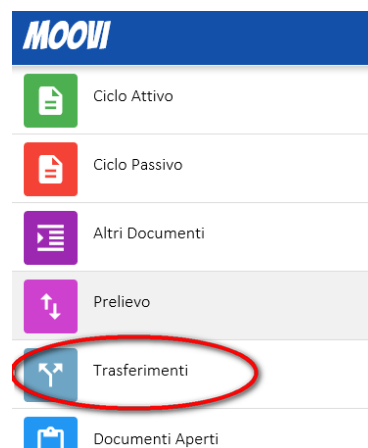 MOOVI
Ciclo Attivo
Ciclo Passivo
Altri Documenti
Prelievo
Trasferimenti
Documenti Aperti